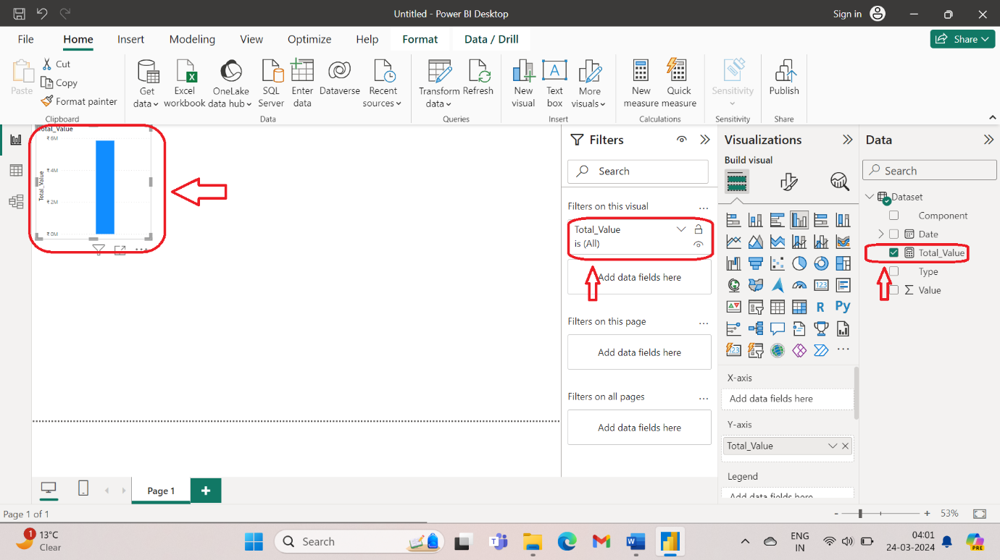 Untitled - Power BI Desktop
Sign in
File Home Insert Modeling View Optimize Help Format Data / Drill
Share
Paste
Cut
Copy
Format painter
Clipboard
Get data
Excel workbook
OneLake data hub
SQL Server
Enter data
Dataverse
Recent sources
Data
Transform data
Refresh
Queries
New visual
Text box
More visuals
Insert
New measure
Quick measure
Calculations
Sensitivity
Sensitivity
Publish
Share
Total_Value
₹ 6M
₹ 4M
₹ 2M
₹ 0M
Total_Value
Filters
Search
Filters on this visual
Total_Value
is (All)
Add data fields here
Filters on this page
Add data fields here
Filters on all pages
Add data fields here
Visualizations
Build visual
123
R
Py
123
X-axis
Add data fields here
Y-axis
Total_Value
Legend
Add data fields here
Data
Search
Dataset
Component
Date
Total_Value
Type
Σ Value
Page 1
Page 1 of 1
- + 53%
1
13°C
Clear
Search
ENG
IN
04:01
24-03-2024
PRE